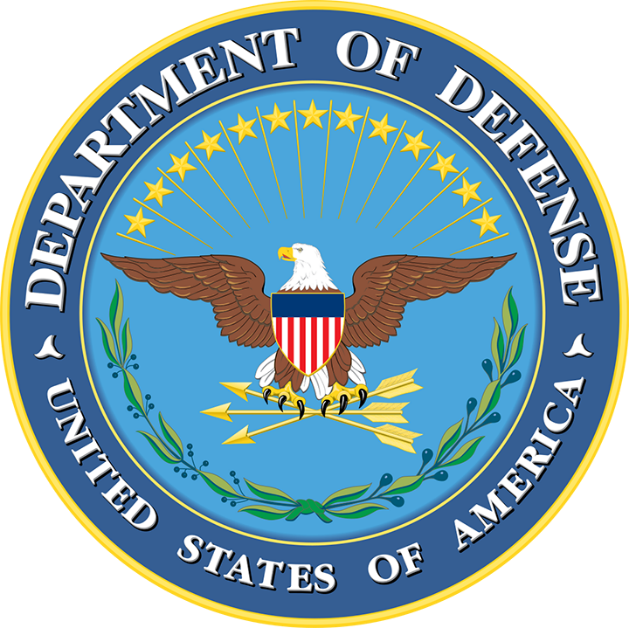 DEPARTMENT OF DEFENSE
UNITED STATES OF AMERICA